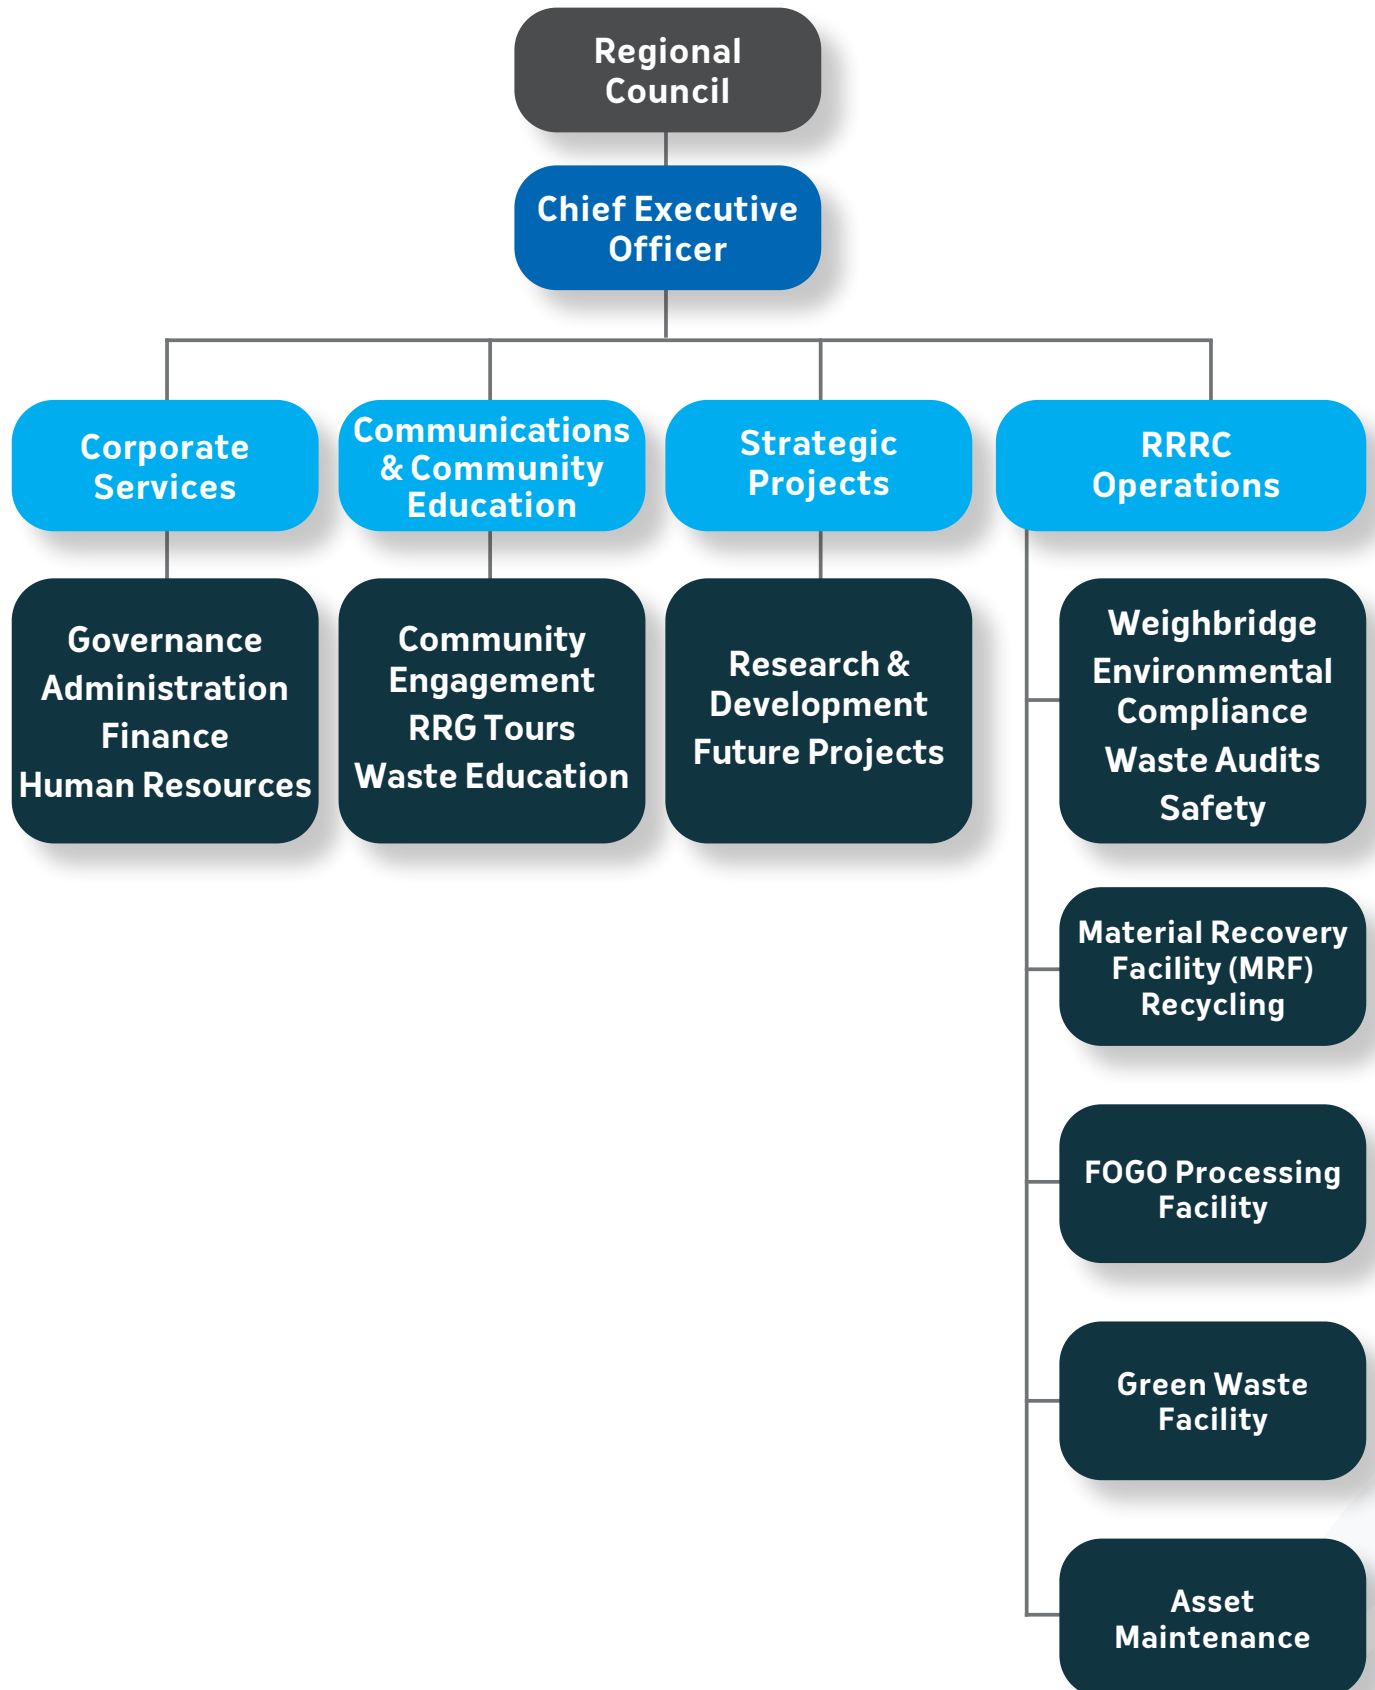 Regional
Council
Chief Executive
Officer
Corporate
Services
Communications
& Community
Education
Strategic
Projects
RRRC
Operations
Governance
Administration
Finance
Human Resources
Community
Engagement
RRG Tours
Waste Education
Research &
Development
Future Projects
Weighbridge
Environmental
Compliance
Waste Audits
Safety
Material Recovery
Facility (MRF)
Recycling
FOGO Processing
Facility
Green Waste
Facility
Asset
Maintenance